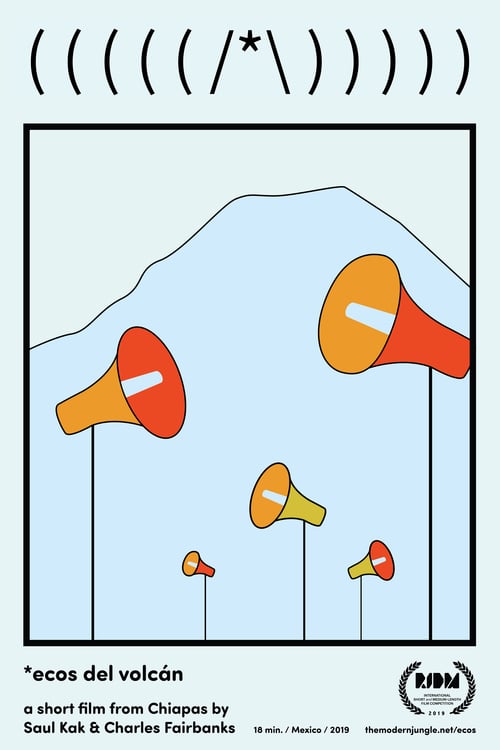 ( ( ( ( ( /*\ ) ) ) ) )
*ecos del volcán
a short film from Chiapas by
Saul Kak & Charles Fairbanks
18 min. / Mexico / 2019
themodernjungle.net/ecos
RIDM
INTERNATIONAL
SHORT and MEDIUM-LENGTH
FILM COMPETITION
2019